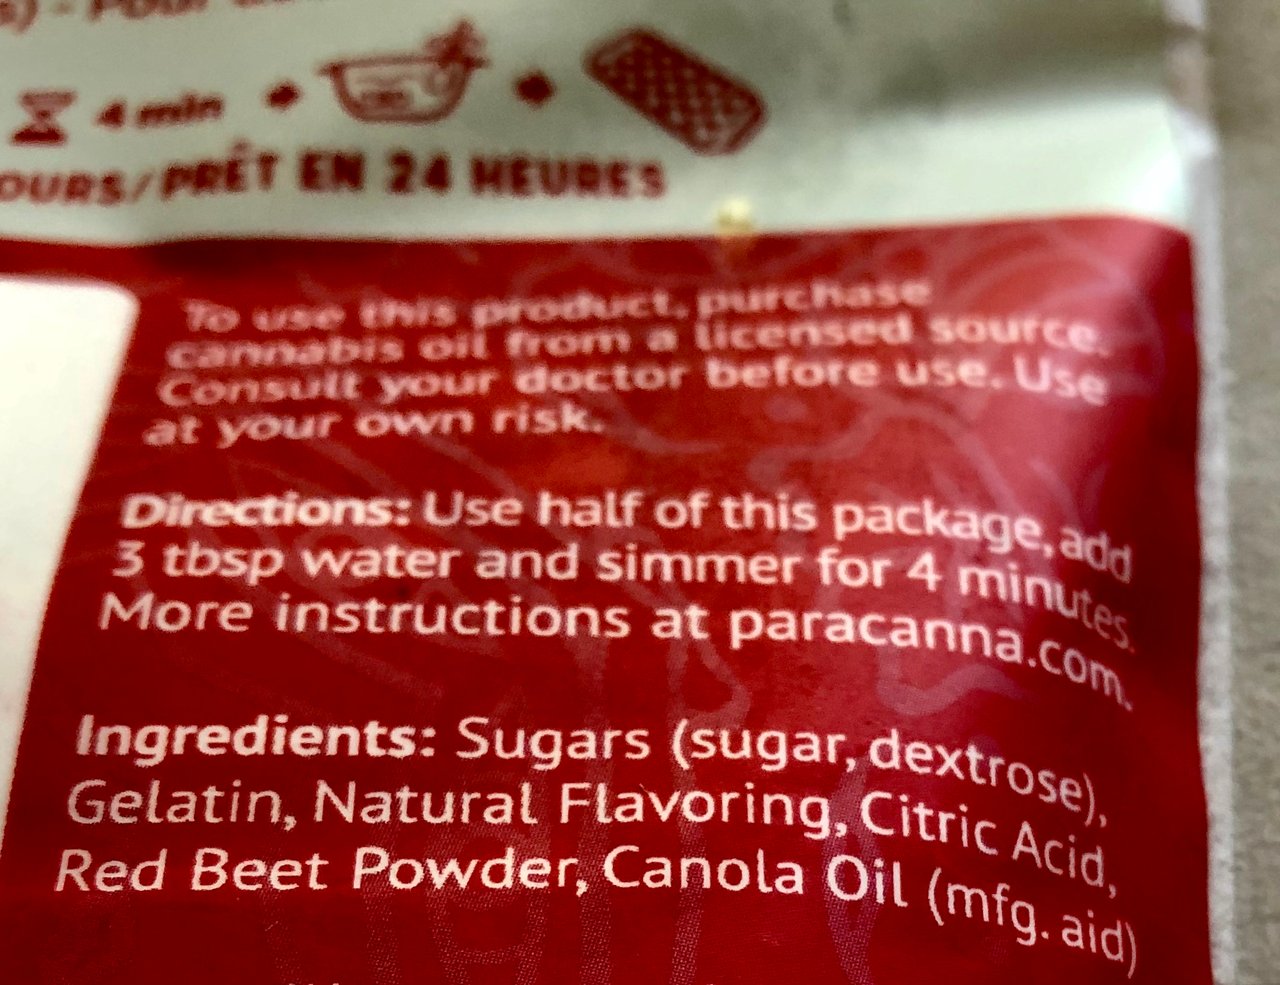 4 min
OURS/PRÊT EN 24 HEURES
To use this product, purchase
cannabis oil from a licensed source.
Consult your doctor before use. Use
at your own risk.
Directions: Use half of this package, add
3 tbsp water and simmer for 4 minutes.
More instructions at paracanna.com.
Ingredients: Sugars (sugar, dextrose),
Gelatin, Natural Flavoring, Citric Acid,
Red Beet Powder, Canola Oil (mfg. aid)